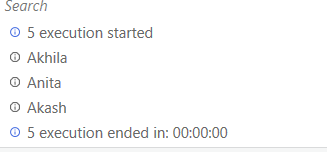 Search
5 execution started
Akhila
Anita
Akash
5 execution ended in: 00:00:00